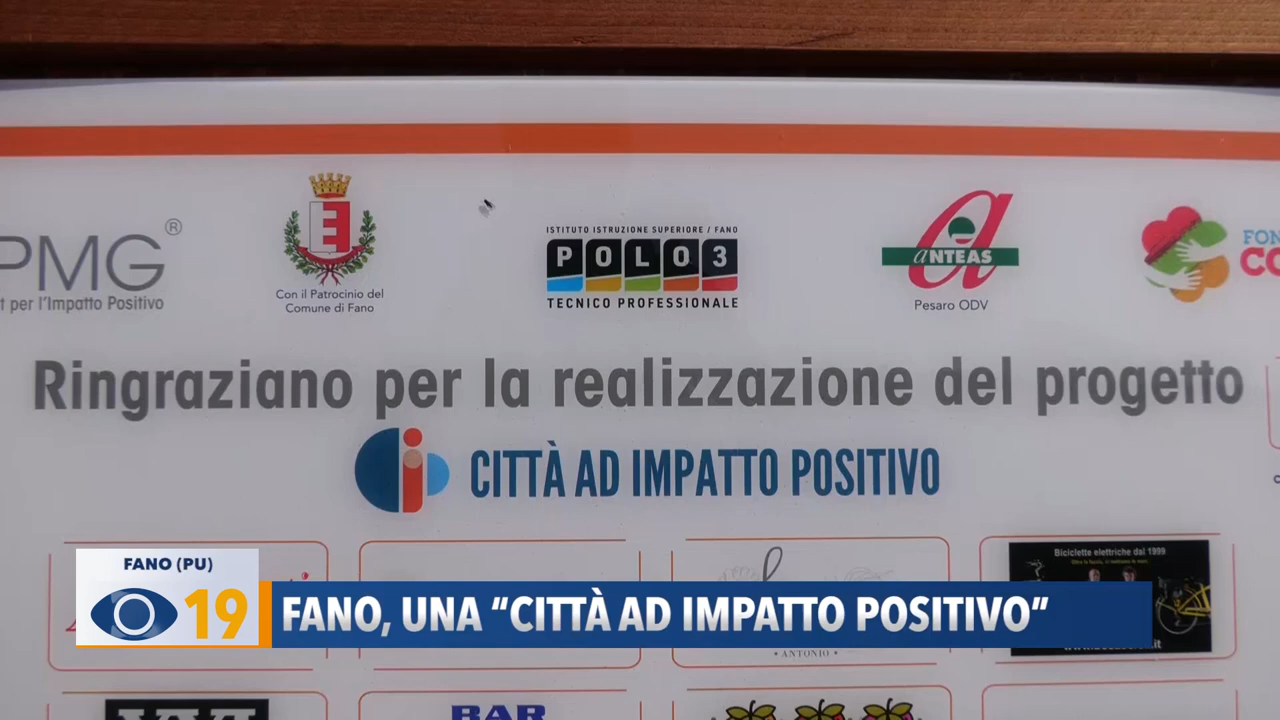 PMG®
t per l'Impatto Positivo
Con il Patrocinio del
Comune di Fano
ISTITUTO ISTRUZIONE SUPERIORE / FANO
POLO3
TECNICO PROFESSIONALE
aNTEAS
Pesaro ODV
FON
CO
Ringraziano per la realizzazione del progetto
CITTÀ AD IMPATTO POSITIVO
Biciclette elettriche dal 1999
• ANTONIO •
BAR
FANO (PU)
19
FANO, UNA “CITTÀ AD IMPATTO POSITIVO”